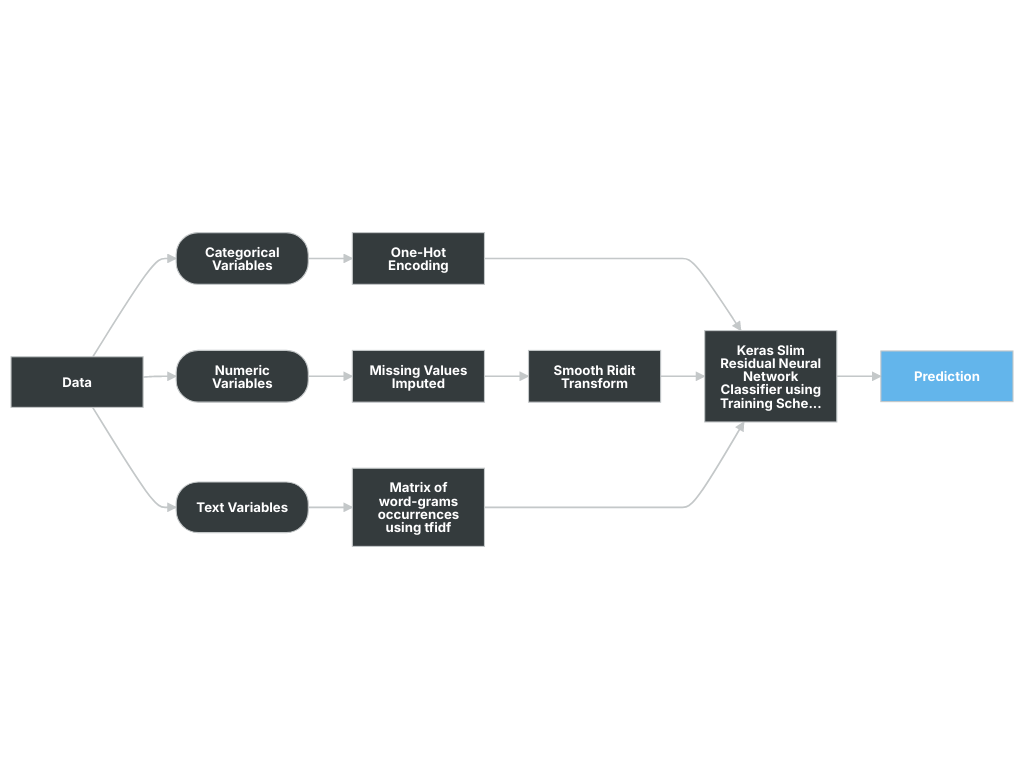 Categorical
Variables
One-Hot
Encoding
Data
Numeric
Variables
Missing Values
Imputed
Smooth Ridit
Transform
Keras Slim
Residual Neural
Network
Classifier using
Training Sche...
Prediction
Text Variables
Matrix of
word-grams
occurrences
using tfidf